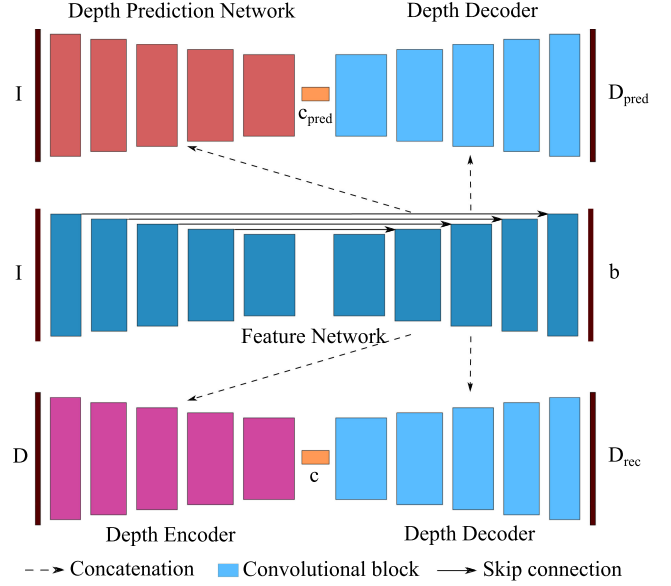 Depth Prediction Network Depth Decoder
I c_pred D_pred
I b
Feature Network
D c D_rec
Depth Encoder Depth Decoder
Concatenation Convolutional block Skip connection